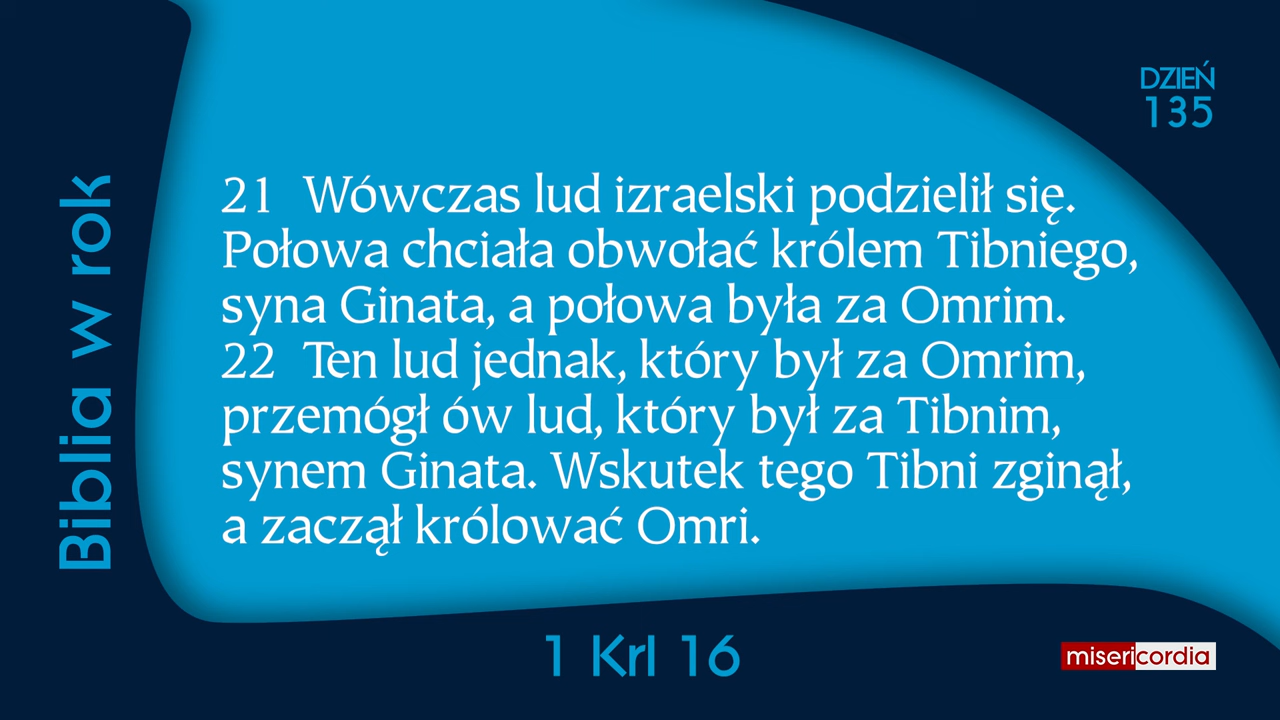 DZIEŃ
135
Biblia w rok
21 Wówczas lud izraelski podzielił się.
Połowa chciała obwołać królem Tibniego,
syna Ginata, a połowa była za Omrim.
22 Ten lud jednak, który był za Omrim,
przemógł ów lud, który był za Tibnim,
synem Ginata. Wskutek tego Tibni zginął,
a zaczął królować Omri.
1 Krl 16
misericordia